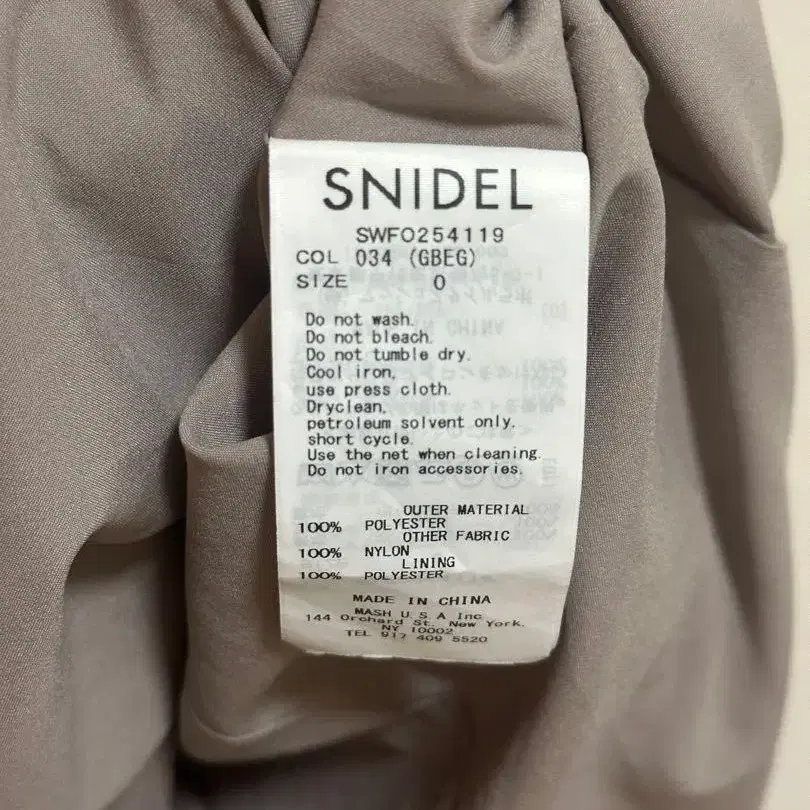 SNIDEL
SWFO254119
COL 034 (GBEG)
SIZE 0
Do not wash.
Do not bleach.
Do not tumble dry.
Cool iron,
use press cloth.
Dryclean,
petroleum solvent only.
short cycle.
Use the net when cleaning.
Do not iron accessories.
OUTER MATERIAL
100% POLYESTER
OTHER FABRIC
100% NYLON
LINING
100% POLYESTER
MADE IN CHINA
MASH U S A Inc
144 Orchard St. New York.
NY 10002
TEL 917 409 5520